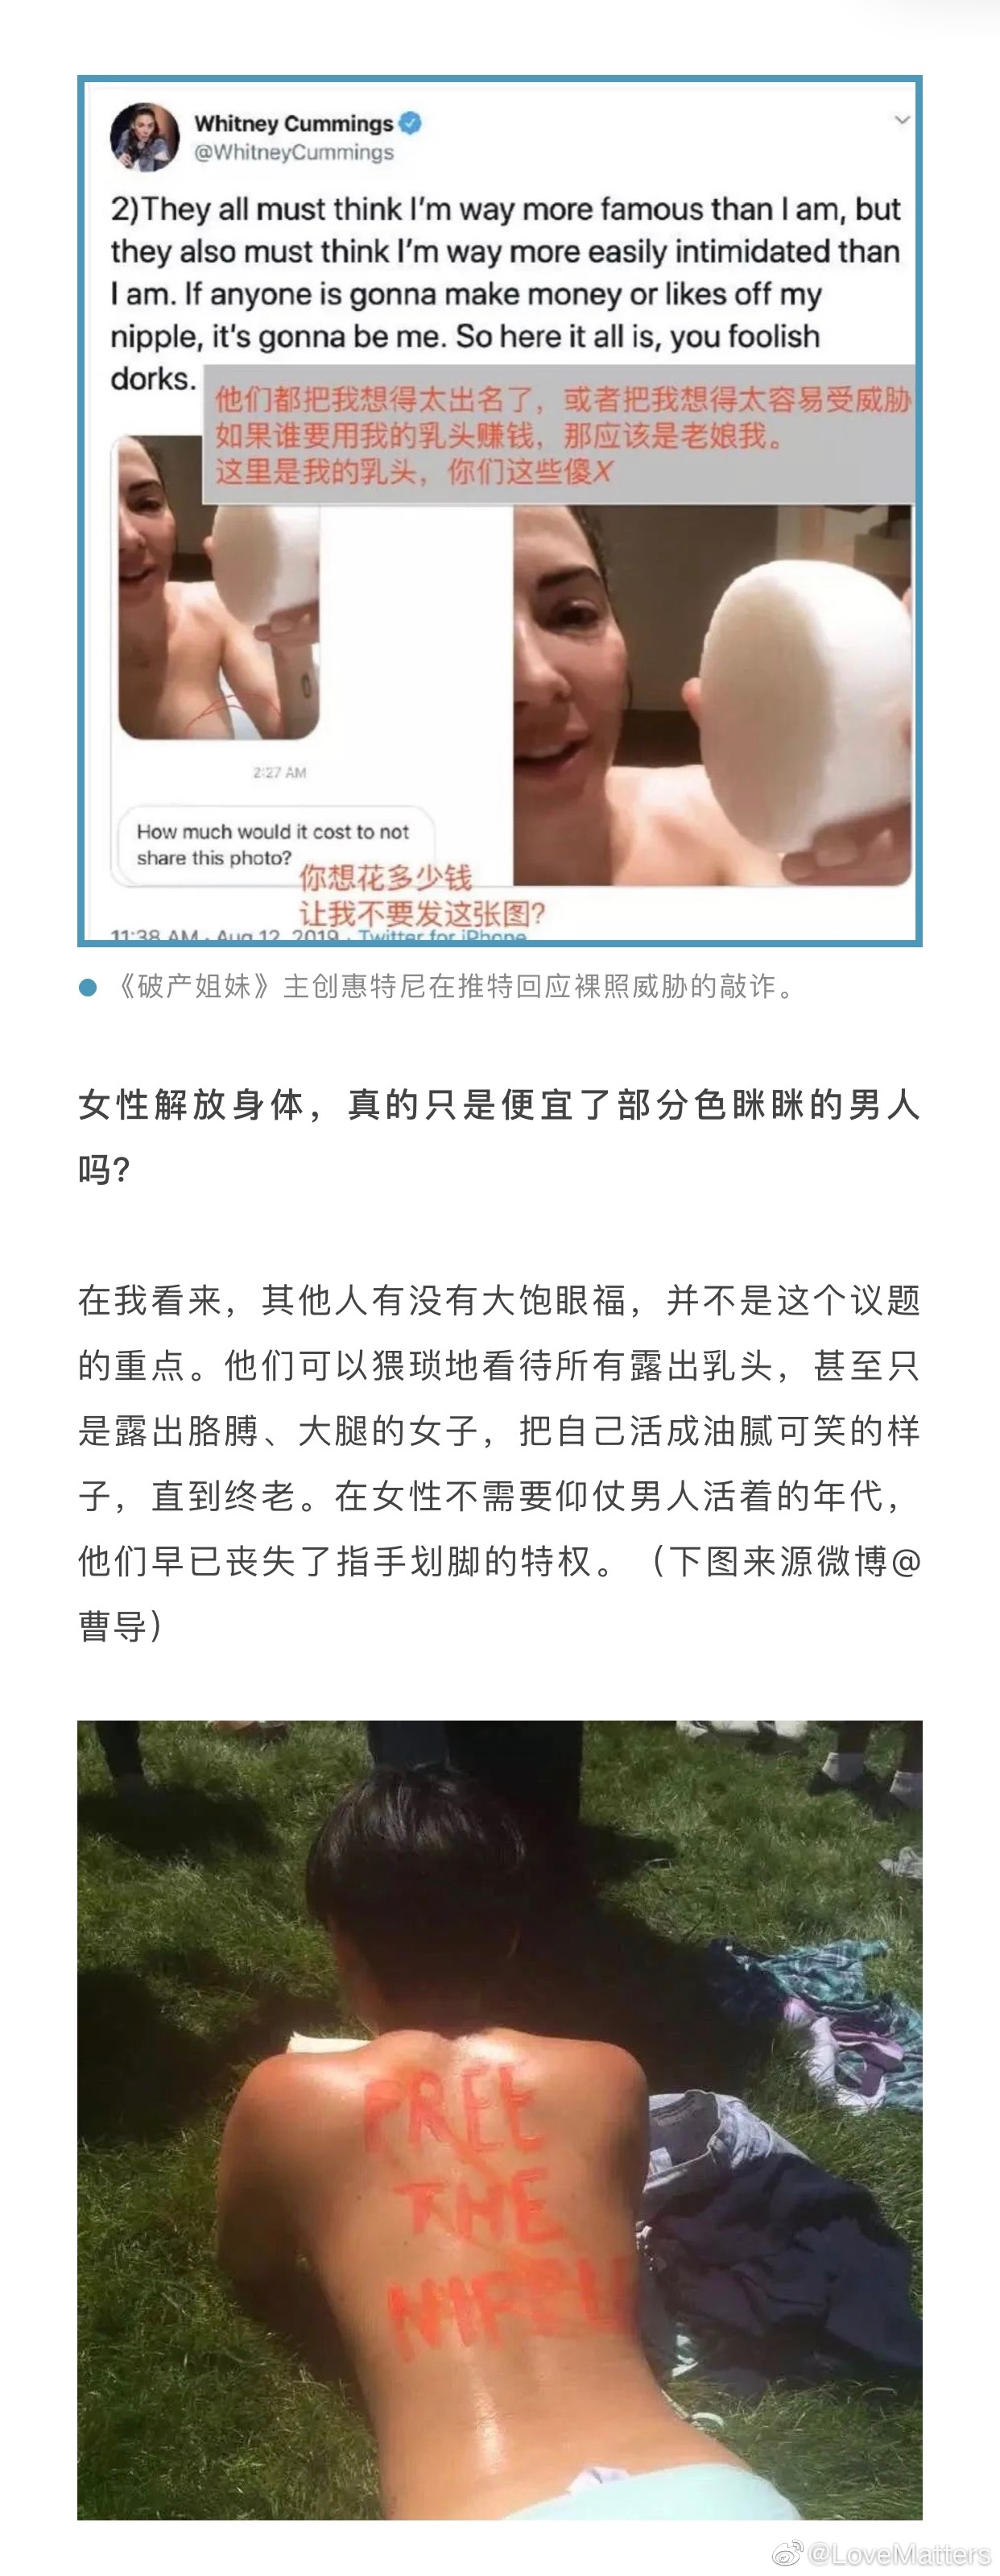 Whitney Cummings
@WhitneyCummings
2)They all must think I'm way more famous than I am, but
they also must think I'm way more easily intimidated than
I am. If anyone is gonna make money or likes off my
nipple, it's gonna be me. So here it all is, you foolish
dorks.
他们都把我想得太出名了，或者把我想得太容易受威胁
如果谁要用我的乳头赚钱，那应该是老娘我。
这里是我的乳头，你们这些傻X
2:27 AM
How much would it cost to not
share this photo?
你想花多少钱
让我不要发这张图?
11:38 AM · Aug 12, 2019 · Twitter for iPhone
《破产姐妹》主创惠特尼在推特回应裸照威胁的敲诈。
女性解放身体，真的只是便宜了部分色眯眯的男人
吗?
在我看来，其他人有没有大饱眼福，并不是这个议题
的重点。他们可以猥琐地看待所有露出乳头，甚至只
是露出胳膊、大腿的女子，把自己活成油腻可笑的样
子，直到终老。在女性不需要仰仗男人活着的年代，
他们早已丧失了指手划脚的特权。（下图来源微博@
曹导）
FREE
THE
NIPPL
@LoveMatters